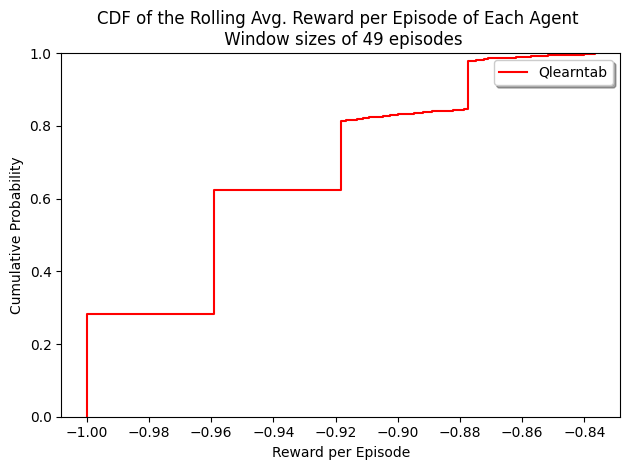 CDF of the Rolling Avg. Reward per Episode of Each Agent
Window sizes of 49 episodes
Qlearntab
Cumulative Probability
1.0
0.8
0.6
0.4
0.2
0.0
−1.00 −0.98 −0.96 −0.94 −0.92 −0.90 −0.88 −0.86 −0.84
Reward per Episode